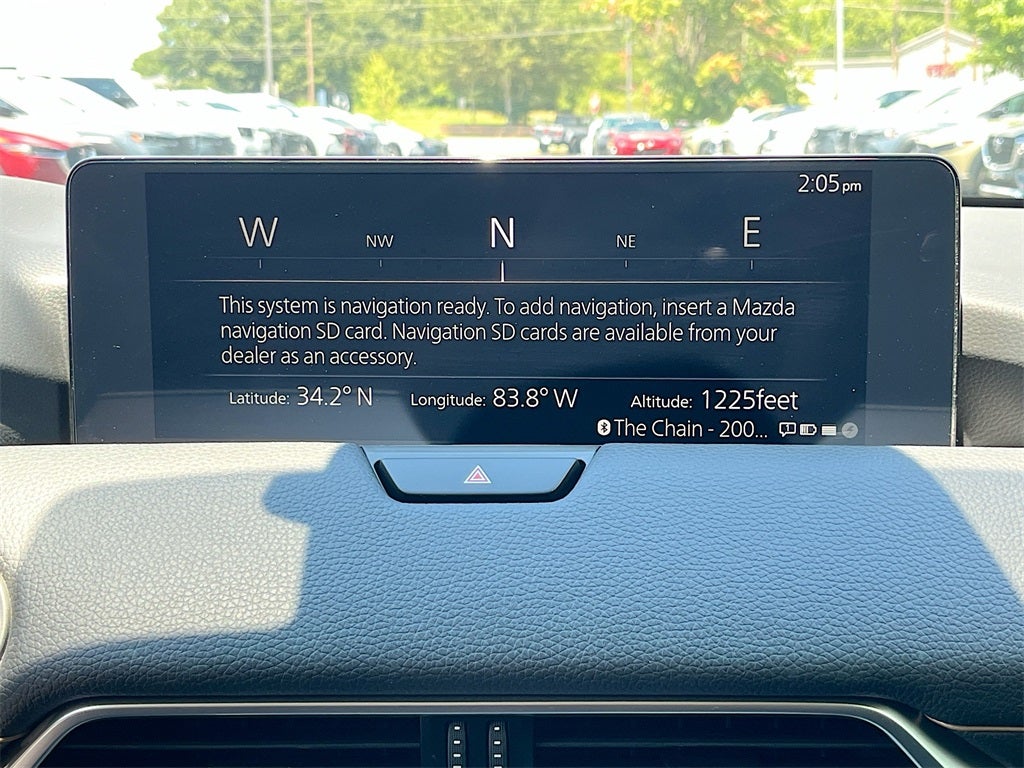 2:05pm
W NW N NE E
This system is navigation ready. To add navigation, insert a Mazda
navigation SD card. Navigation SD cards are available from your
dealer as an accessory.
Latitude: 34.2° N Longitude: 83.8° W Altitude: 1225feet
The Chain - 200...